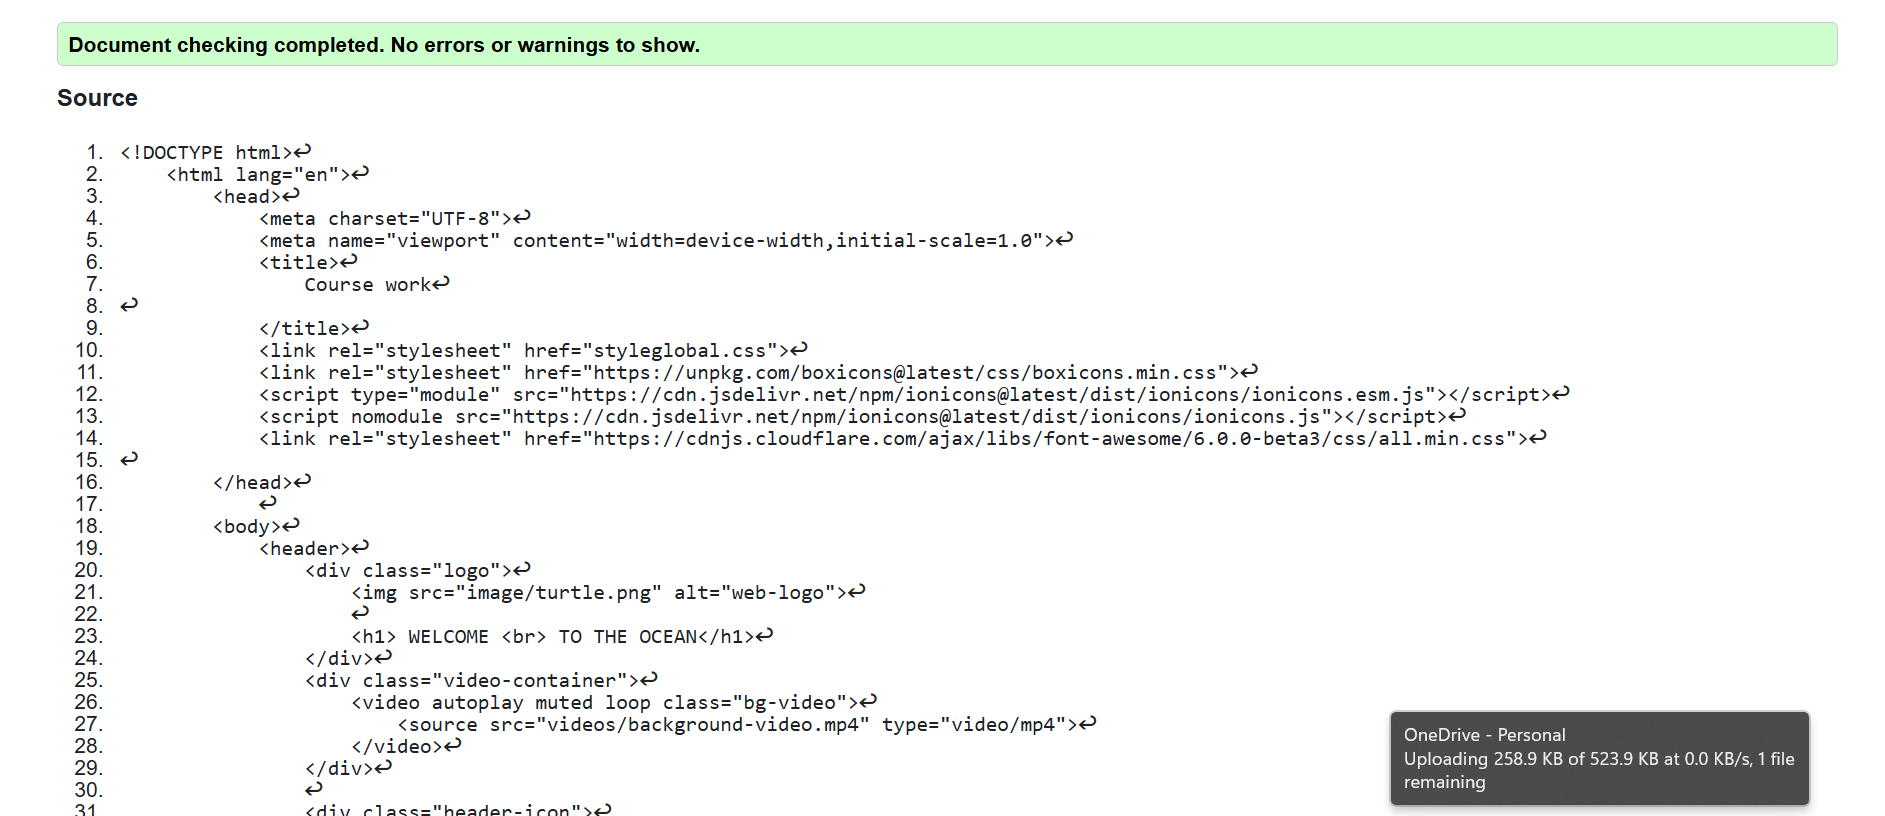 Document checking completed. No errors or warnings to show.
Source
1. <!DOCTYPE html>↩
2. <html lang="en">↩
3. <head>↩
4. <meta charset="UTF-8">↩
5. <meta name="viewport" content="width=device-width,initial-scale=1.0">↩
6. <title>↩
7. Course work↩
8. ↩
9. </title>↩
10. <link rel="stylesheet" href="styleglobal.css">↩
11. <link rel="stylesheet" href="https://unpkg.com/boxicons@latest/css/boxicons.min.css">↩
12. <script type="module" src="https://cdn.jsdelivr.net/npm/ionicons@latest/dist/ionicons/ionicons.esm.js"></script>↩
13. <script nomodule src="https://cdn.jsdelivr.net/npm/ionicons@latest/dist/ionicons/ionicons.js"></script>↩
14. <link rel="stylesheet" href="https://cdnjs.cloudflare.com/ajax/libs/font-awesome/6.0.0-beta3/css/all.min.css">↩
15. ↩
16. </head>↩
17. ↩
18. <body>↩
19. <header>↩
20. <div class="logo">↩
21. <img src="image/turtle.png" alt="web-logo">↩
22. ↩
23. <h1> WELCOME <br> TO THE OCEAN</h1>↩
24. </div>↩
25. <div class="video-container">↩
26. <video autoplay muted loop class="bg-video">↩
27. <source src="videos/background-video.mp4" type="video/mp4">↩
28. </video>↩
29. </div>↩
30. ↩
31. <div class="header-icon">↩
OneDrive - Personal
Uploading 258.9 KB of 523.9 KB at 0.0 KB/s, 1 file
remaining